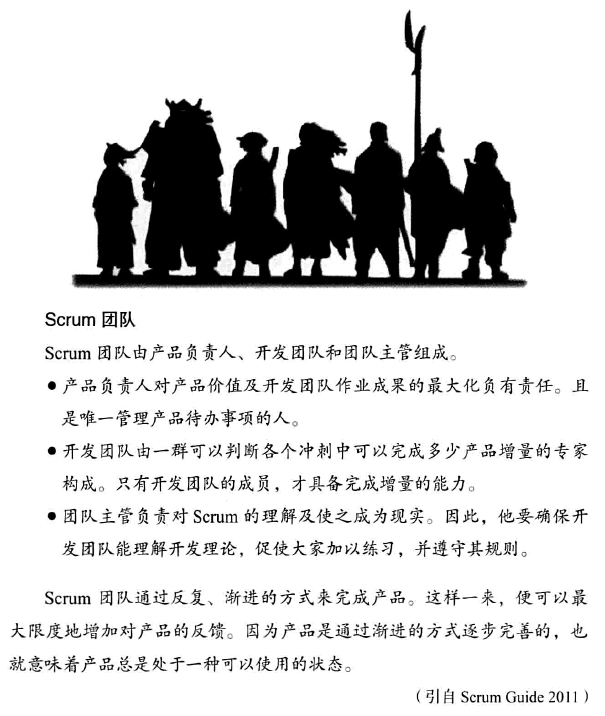 Scrum 团队
Scrum 团队由产品负责人、开发团队和团队主管组成。
● 产品负责人对产品价值及开发团队作业成果的最大化负有责任。且
是唯一管理产品待办事项的人。
● 开发团队由一群可以判断各个冲刺中可以完成多少产品增量的专家
构成。只有开发团队的成员，才具备完成增量的能力。
● 团队主管负责对 Scrum 的理解及使之成为现实。因此，他要确保开
发团队能理解开发理论，促使大家加以练习，并遵守其规则。
Scrum 团队通过反复、渐进的方式来完成产品。这样一来，便可以最
大限度地增加对产品的反馈。因为产品是通过渐进的方式逐步完善的，也
就意味着产品总是处于一种可以使用的状态。
（引自 Scrum Guide 2011）